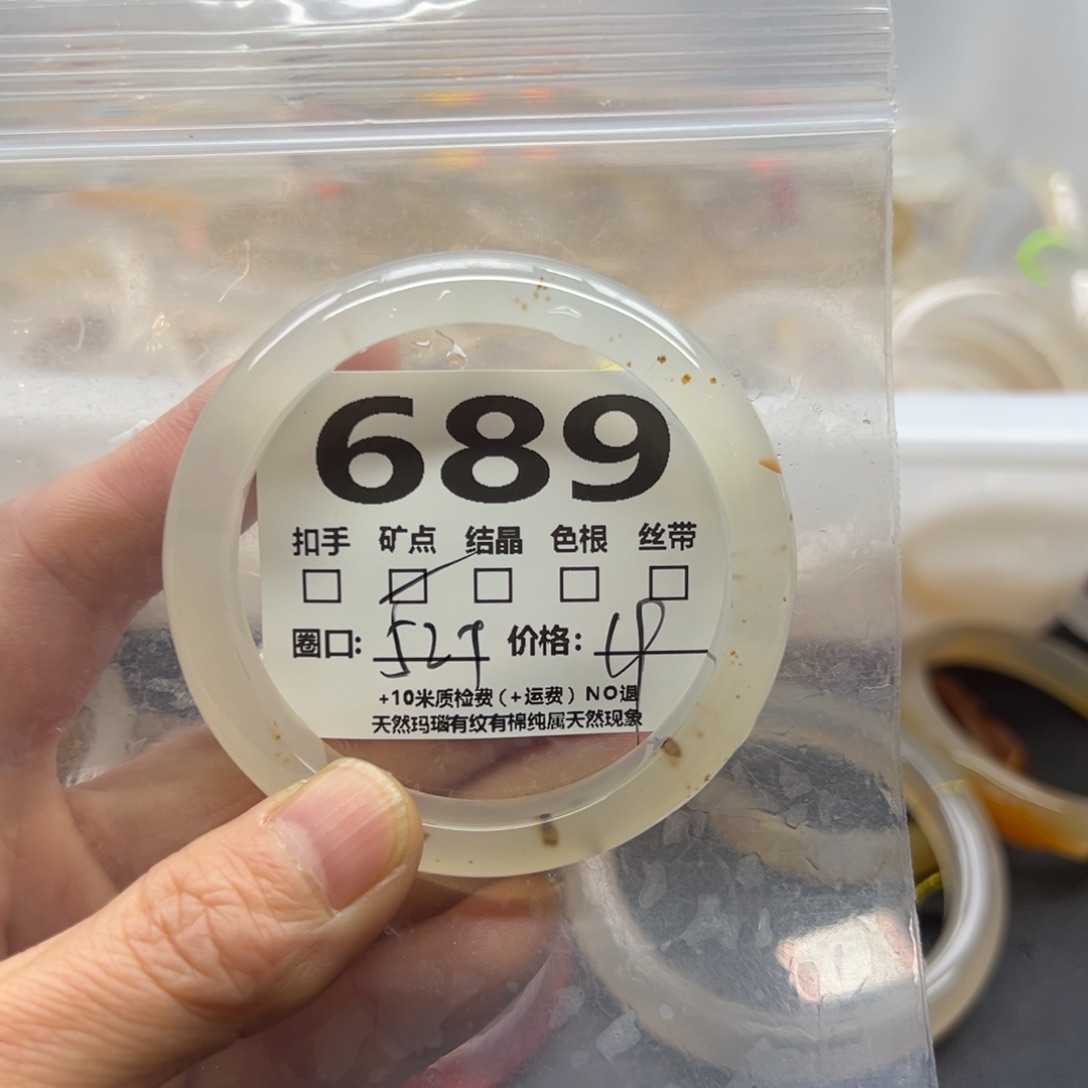 689
扣手 矿点 结晶 色根 丝带
圈口: 价格:
+10米质检费(+运费) NO退
天然玛瑙有纹有棉纯属天然现象